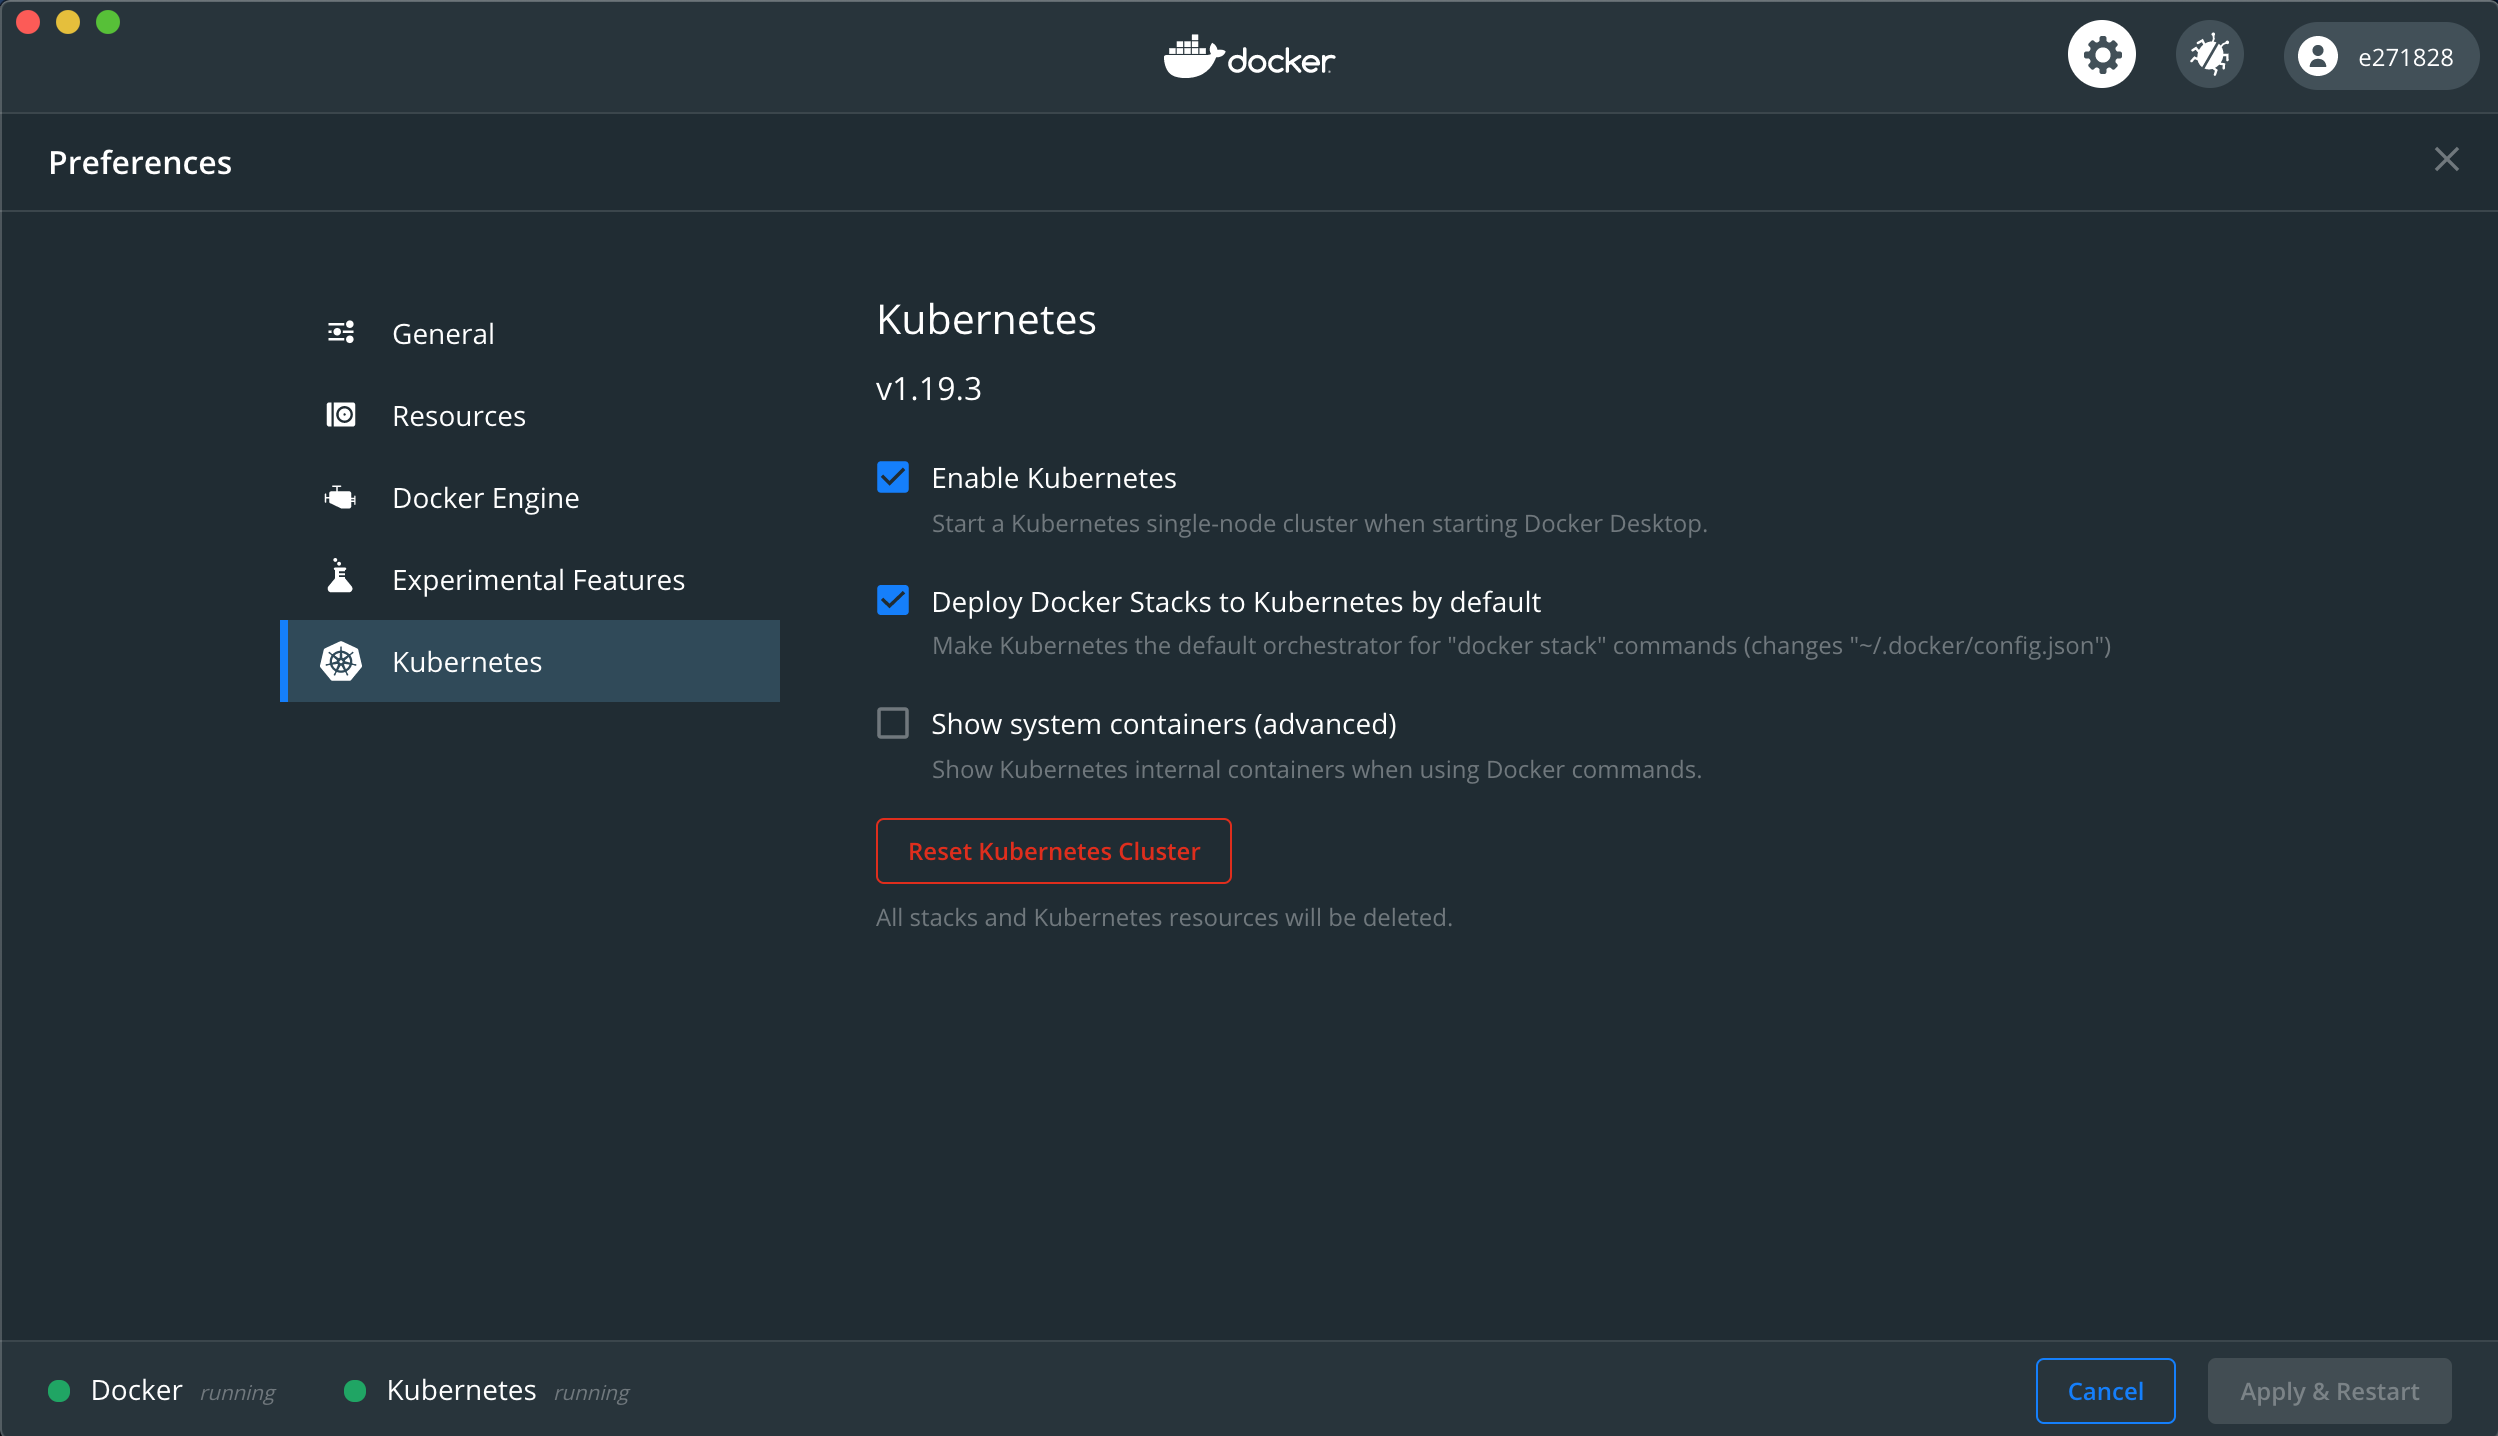 docker
e271828
Preferences
General
Resources
Docker Engine
Experimental Features
Kubernetes
Kubernetes
v1.19.3
Enable Kubernetes
Start a Kubernetes single-node cluster when starting Docker Desktop.
Deploy Docker Stacks to Kubernetes by default
Make Kubernetes the default orchestrator for "docker stack" commands (changes "~/.docker/config.json")
Show system containers (advanced)
Show Kubernetes internal containers when using Docker commands.
Reset Kubernetes Cluster
All stacks and Kubernetes resources will be deleted.
Docker running
Kubernetes running
Cancel
Apply & Restart